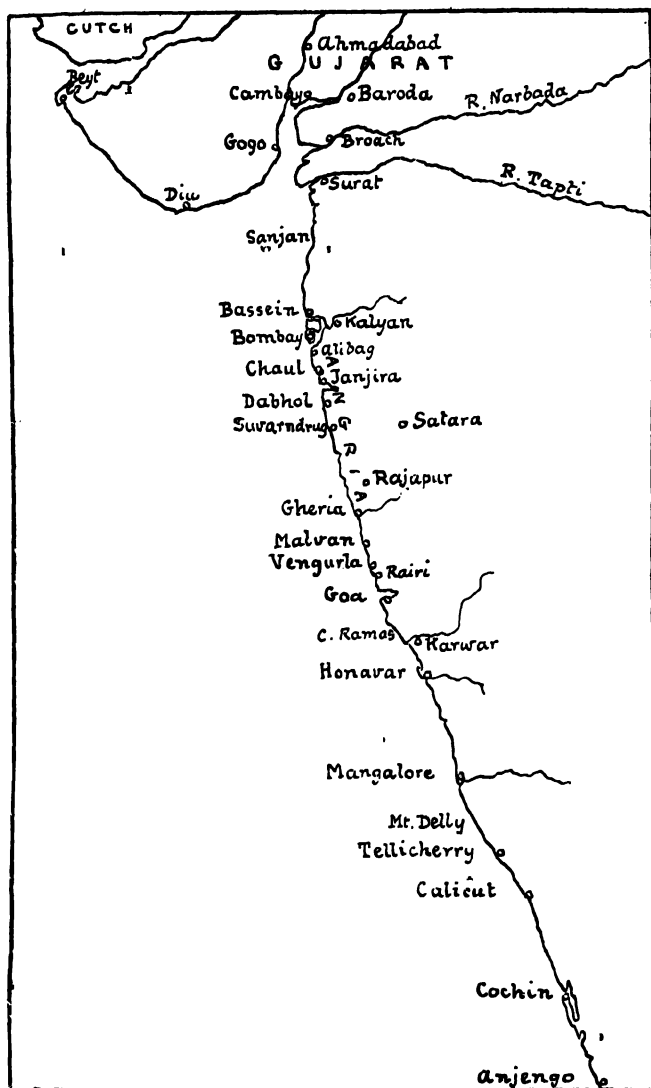 CUTCH
Ahmadabad
GUJARAT
Beyt
Cambay
Baroda
R. Narbada
Gogo
Broach
Diu
Surat
R. Tapti
Sanjan
Bassein
Kalyan
Bombay
Alibag
Chaul
Janjira
Dabhol
Suvarndrug
Satara
ANGRIA
Rajapur
Gheria
Malvan
Vengurla
Rairi
Goa
C. Ramas
Karwar
Honavar
Mangalore
Mt. Delly
Tellicherry
Calicut
Cochin
Anjengo